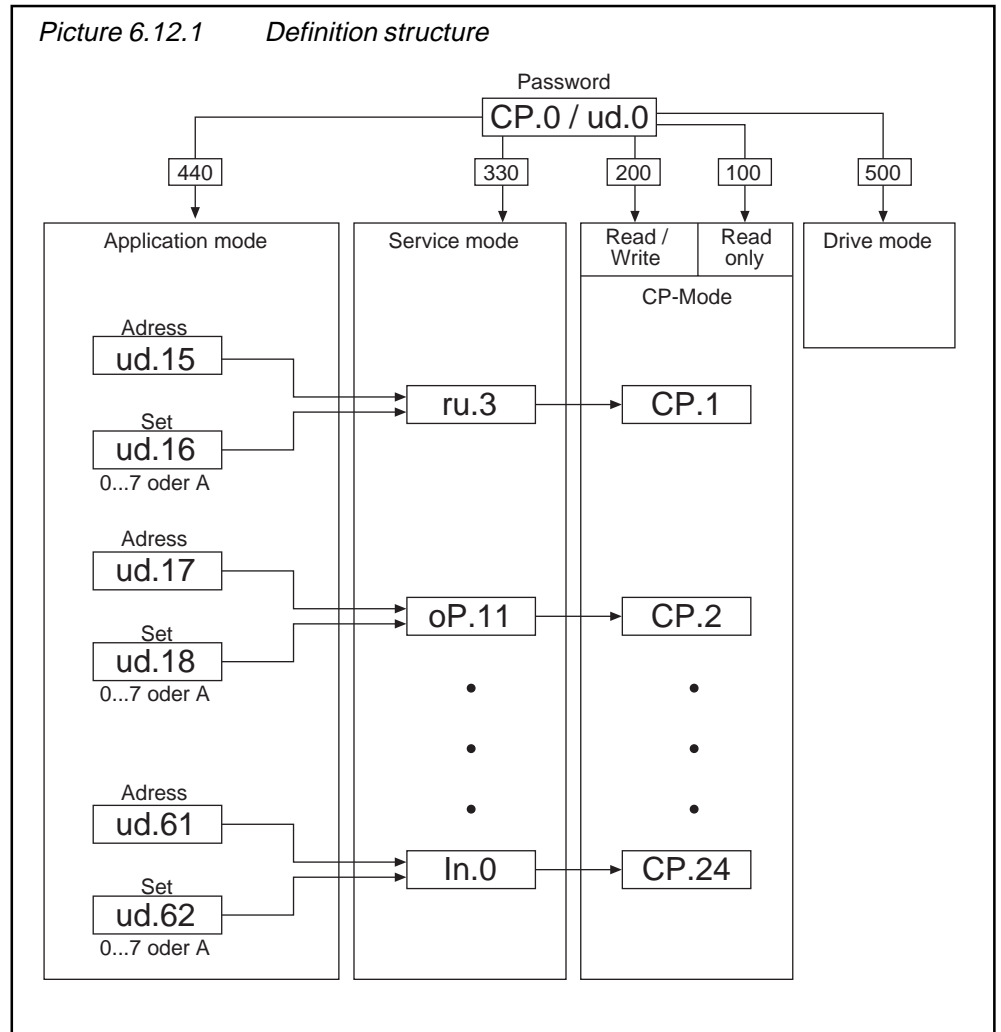 Picture 6.12.1 Definition structure
Password
CP.0 / ud.0
440
330
200
100
500
Application mode
Service mode
Read /
Write
Read
only
CP-Mode
Drive mode
Adress
ud.15
Set
ud.16
0...7 oder A
ru.3
CP.1
Adress
ud.17
Set
ud.18
0...7 oder A
oP.11
CP.2
Adress
ud.61
Set
ud.62
0...7 oder A
In.0
CP.24